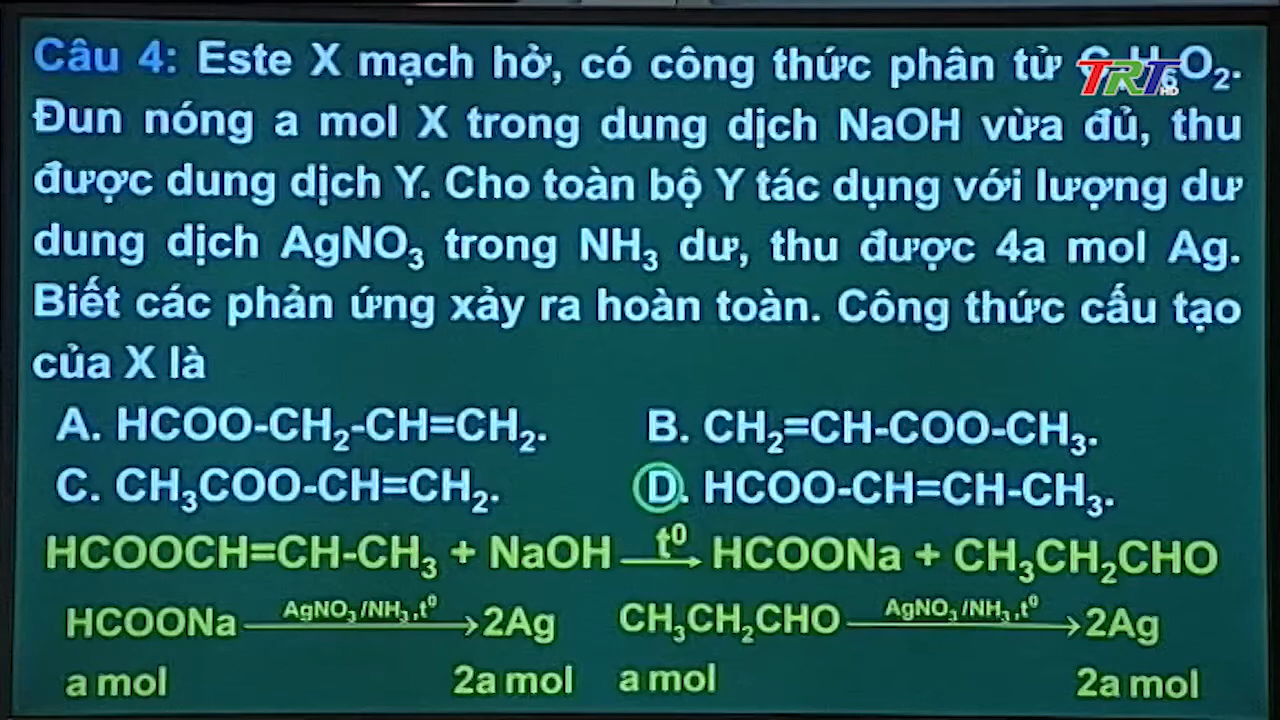 Câu 4: Este X mạch hở, có công thức phân tử O₂.
TRT HD
Đun nóng a mol X trong dung dịch NaOH vừa đủ, thu
được dung dịch Y. Cho toàn bộ Y tác dụng với lượng dư
dung dịch AgNO₃ trong NH₃ dư, thu được 4a mol Ag.
Biết các phản ứng xảy ra hoàn toàn. Công thức cấu tạo
của X là
A. HCOO-CH₂-CH=CH₂. B. CH₂=CH-COO-CH₃.
C. CH₃COO-CH=CH₂. D. HCOO-CH=CH-CH₃.
HCOOCH=CH-CH₃ + NaOH t⁰ → HCOONa + CH₃CH₂CHO
HCOONa AgNO₃/NH₃,t⁰ → 2Ag CH₃CH₂CHO AgNO₃/NH₃,t⁰ → 2Ag
a mol 2a mol a mol 2a mol